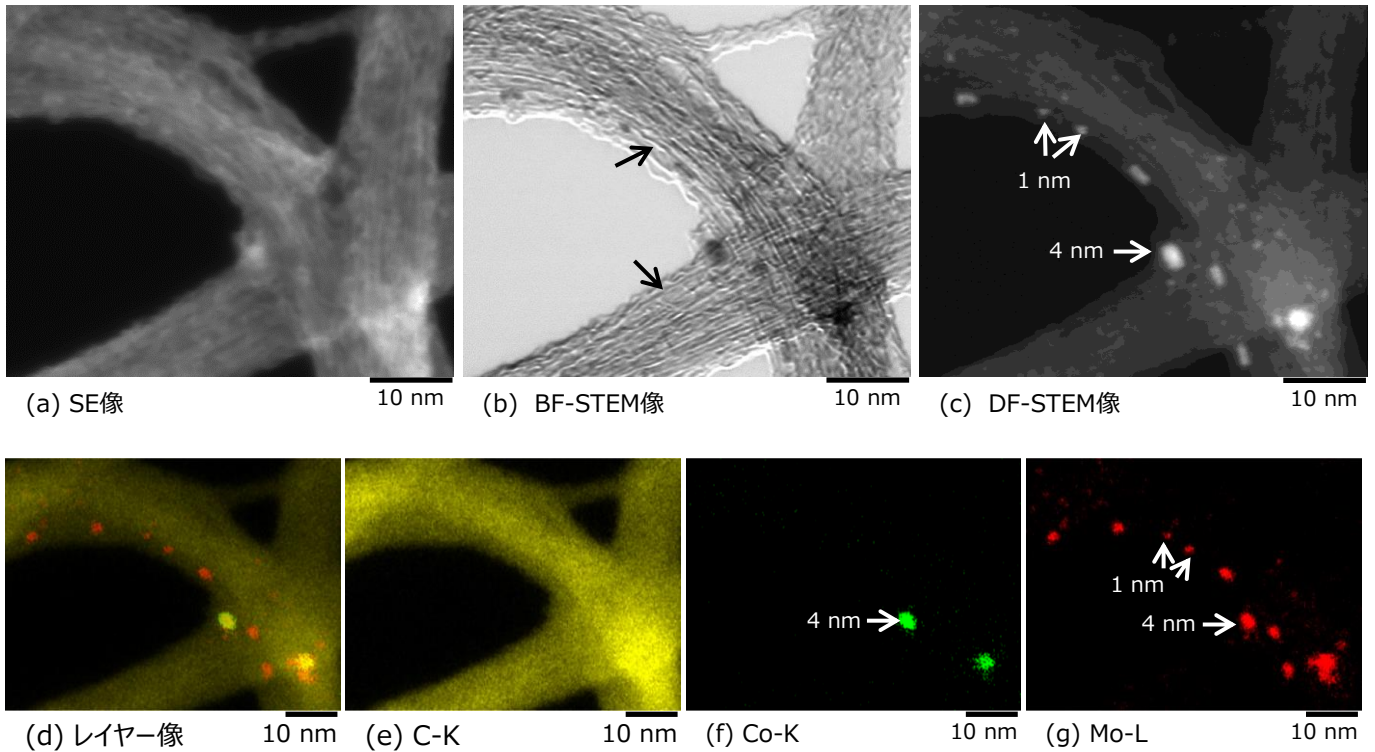 1 nm
4 nm
(a) SE像
10 nm
(b) BF-STEM像
10 nm
(c) DF-STEM像
10 nm
4 nm
1 nm
4 nm
(d) レイヤー像
10 nm
(e) C-K
10 nm
(f) Co-K
10 nm
(g) Mo-L
10 nm